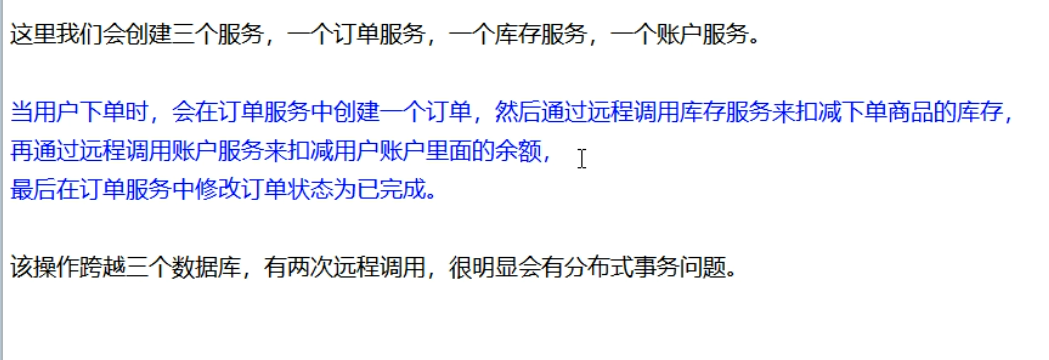 这里我们会创建三个服务，一个订单服务，一个库存服务，一个账户服务。
当用户下单时，会在订单服务中创建一个订单，然后通过远程调用库存服务来扣减下单商品的库存，
再通过远程调用账户服务来扣减用户账户里面的余额，
最后在订单服务中修改订单状态为已完成。
该操作跨越三个数据库，有两次远程调用，很明显会有分布式事务问题。